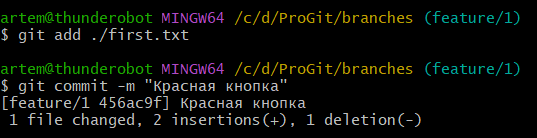 artem@thunderobot MINGW64 /c/d/ProGit/branches (feature/1)
$ git add ./first.txt
artem@thunderobot MINGW64 /c/d/ProGit/branches (feature/1)
$ git commit -m "Красная кнопка"
[feature/1 456ac9f] Красная кнопка
1 file changed, 2 insertions(+), 1 deletion(-)